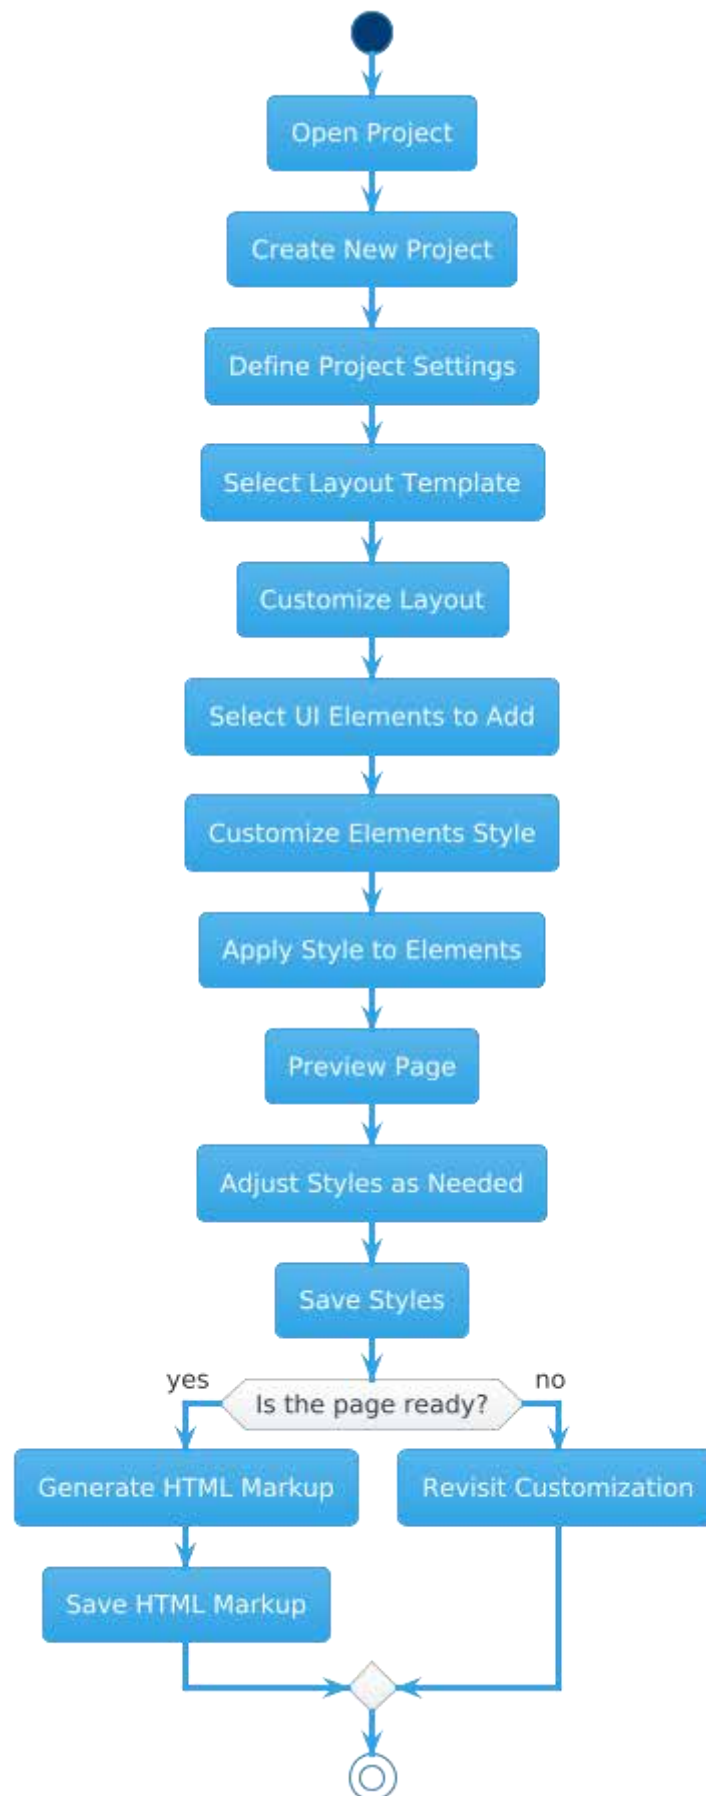 Open Project
Create New Project
Define Project Settings
Select Layout Template
Customize Layout
Select UI Elements to Add
Customize Elements Style
Apply Style to Elements
Preview Page
Adjust Styles as Needed
Save Styles
yes
Is the page ready?
no
Generate HTML Markup
Revisit Customization
Save HTML Markup